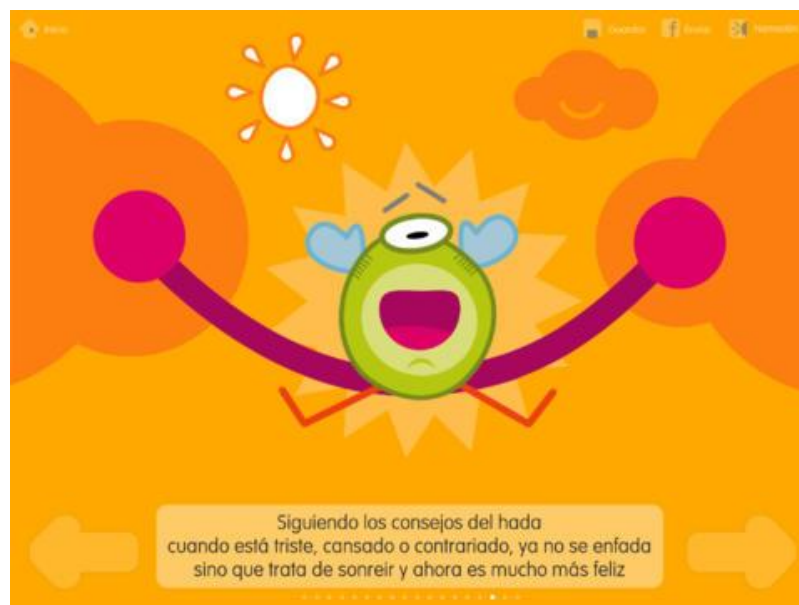 Inicio
Siguiendo los consejos del hada
cuando está triste, cansado o contrariado, ya no se enfada
sino que trata de sonreir y ahora es mucho más feliz